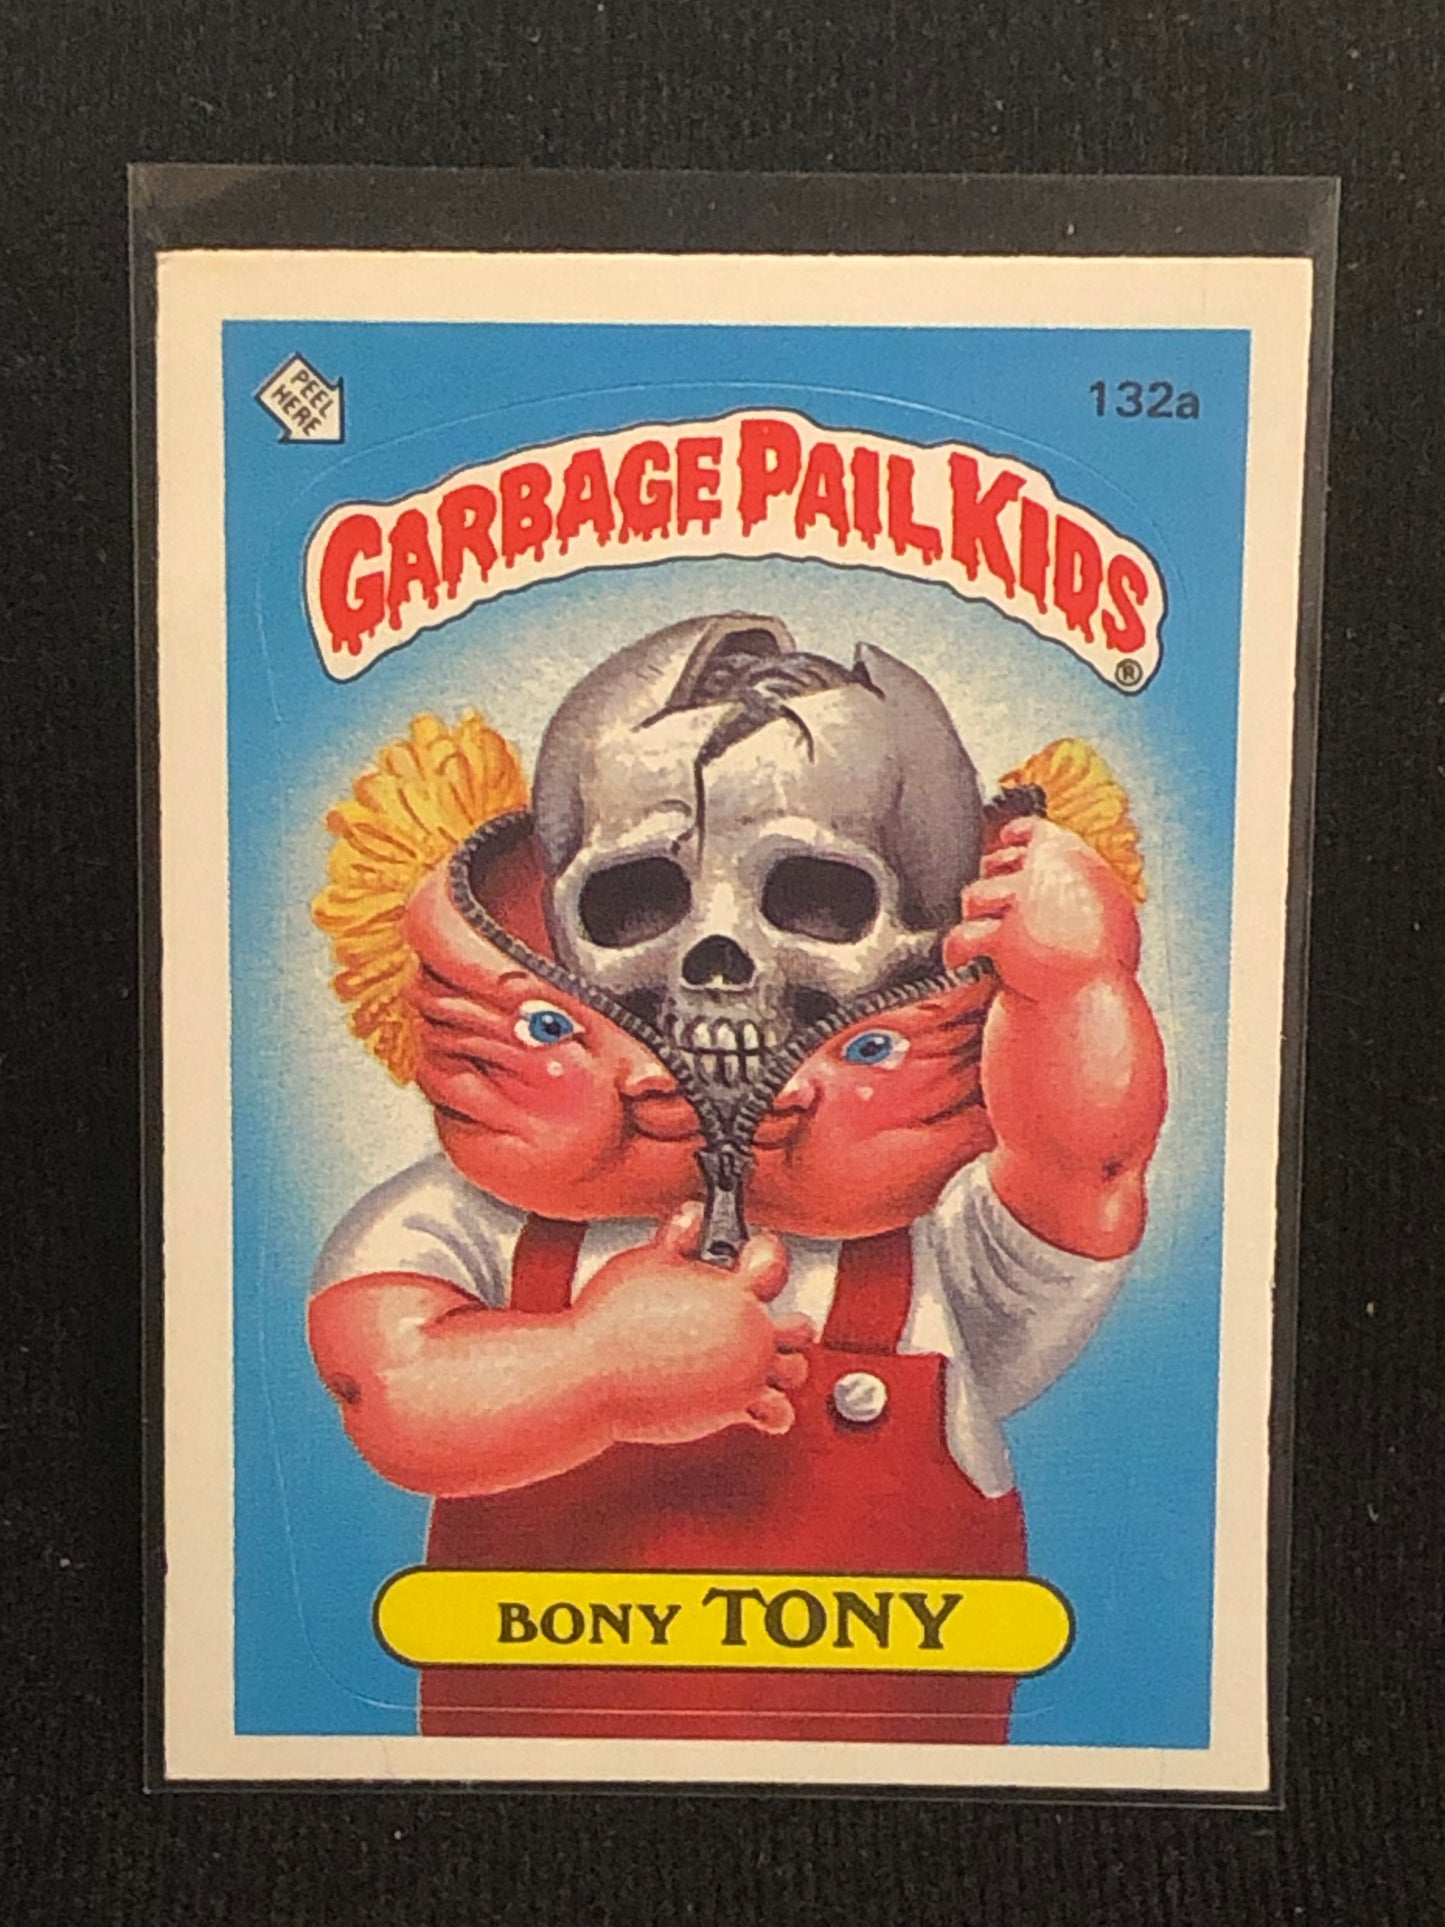 PEEL
HERE
132a
GARBAGE PAIL KIDS
®
BONY TONY